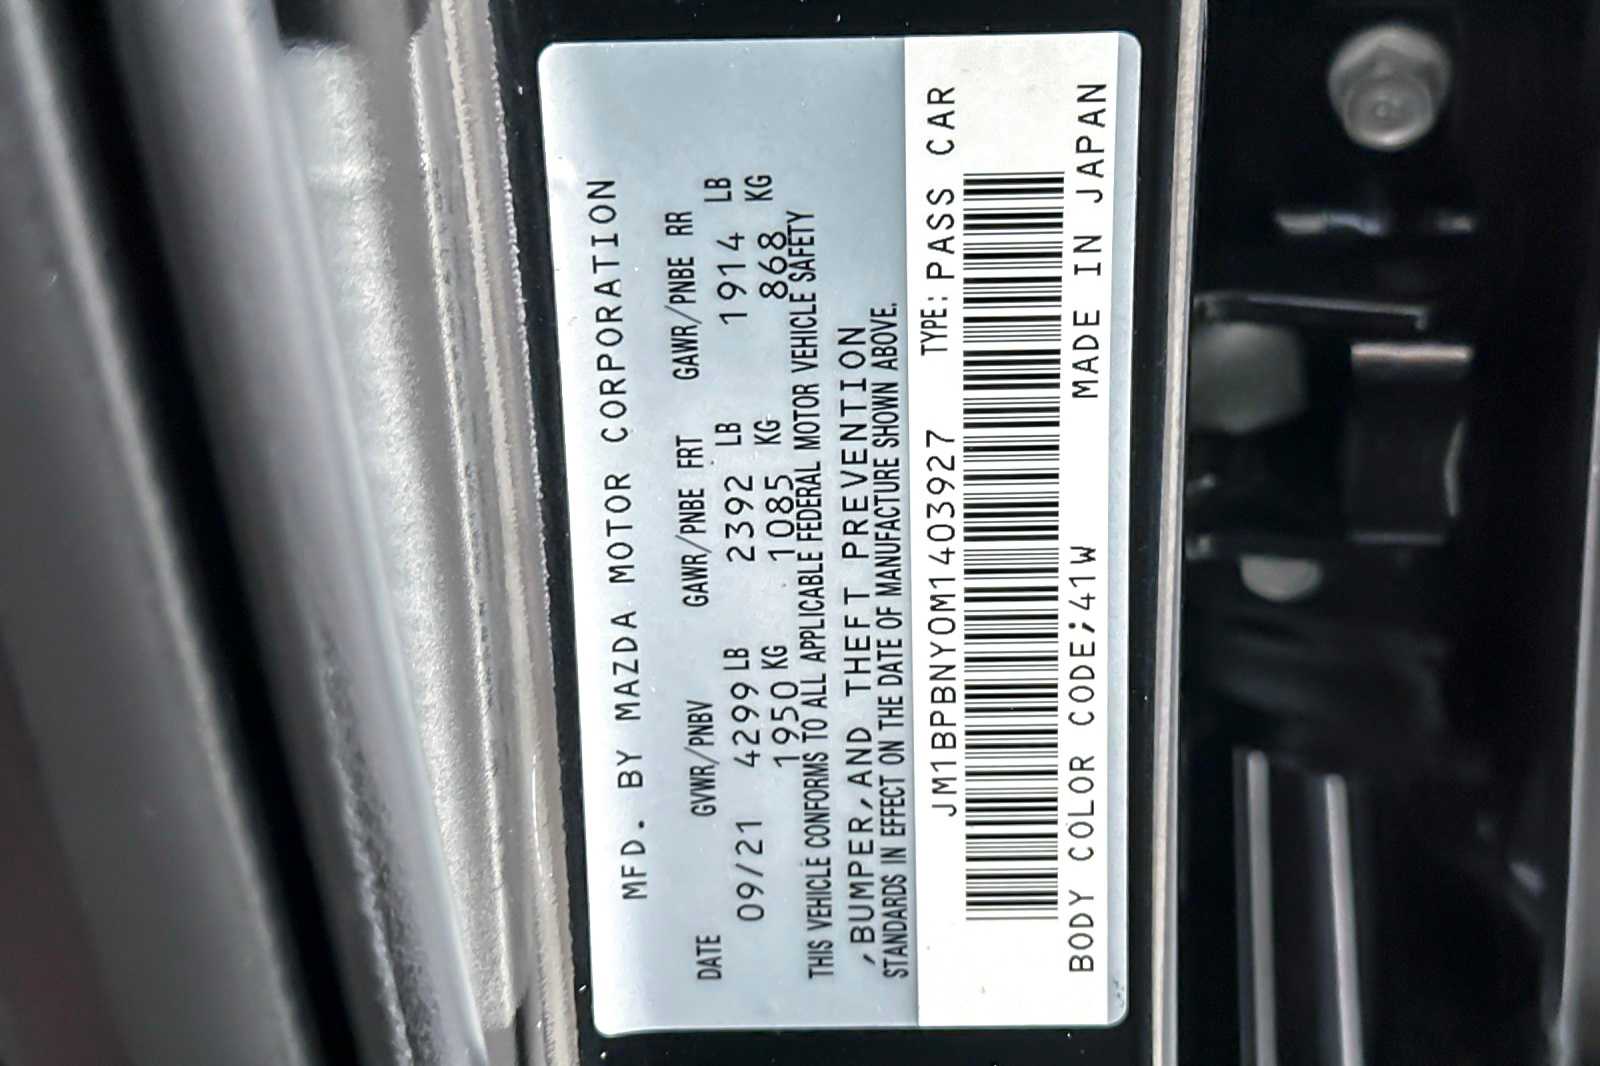 MFD. BY MAZDA MOTOR CORPORATION
DATE GVWR/PNBV GAWR/PNBE FRT GAWR/PNBE RR
09/21 4299 LB 2392 LB 1914 LB
1950 KG 1085 KG 868 KG
THIS VEHICLE CONFORMS TO ALL APPLICABLE FEDERAL MOTOR VEHICLE SAFETY
,BUMPER,AND THEFT PREVENTION
STANDARDS IN EFFECT ON THE DATE OF MANUFACTURE SHOWN ABOVE.
JM1BPBNY0M1403927 TYPE:PASS CAR
BODY COLOR CODE;41W MADE IN JAPAN